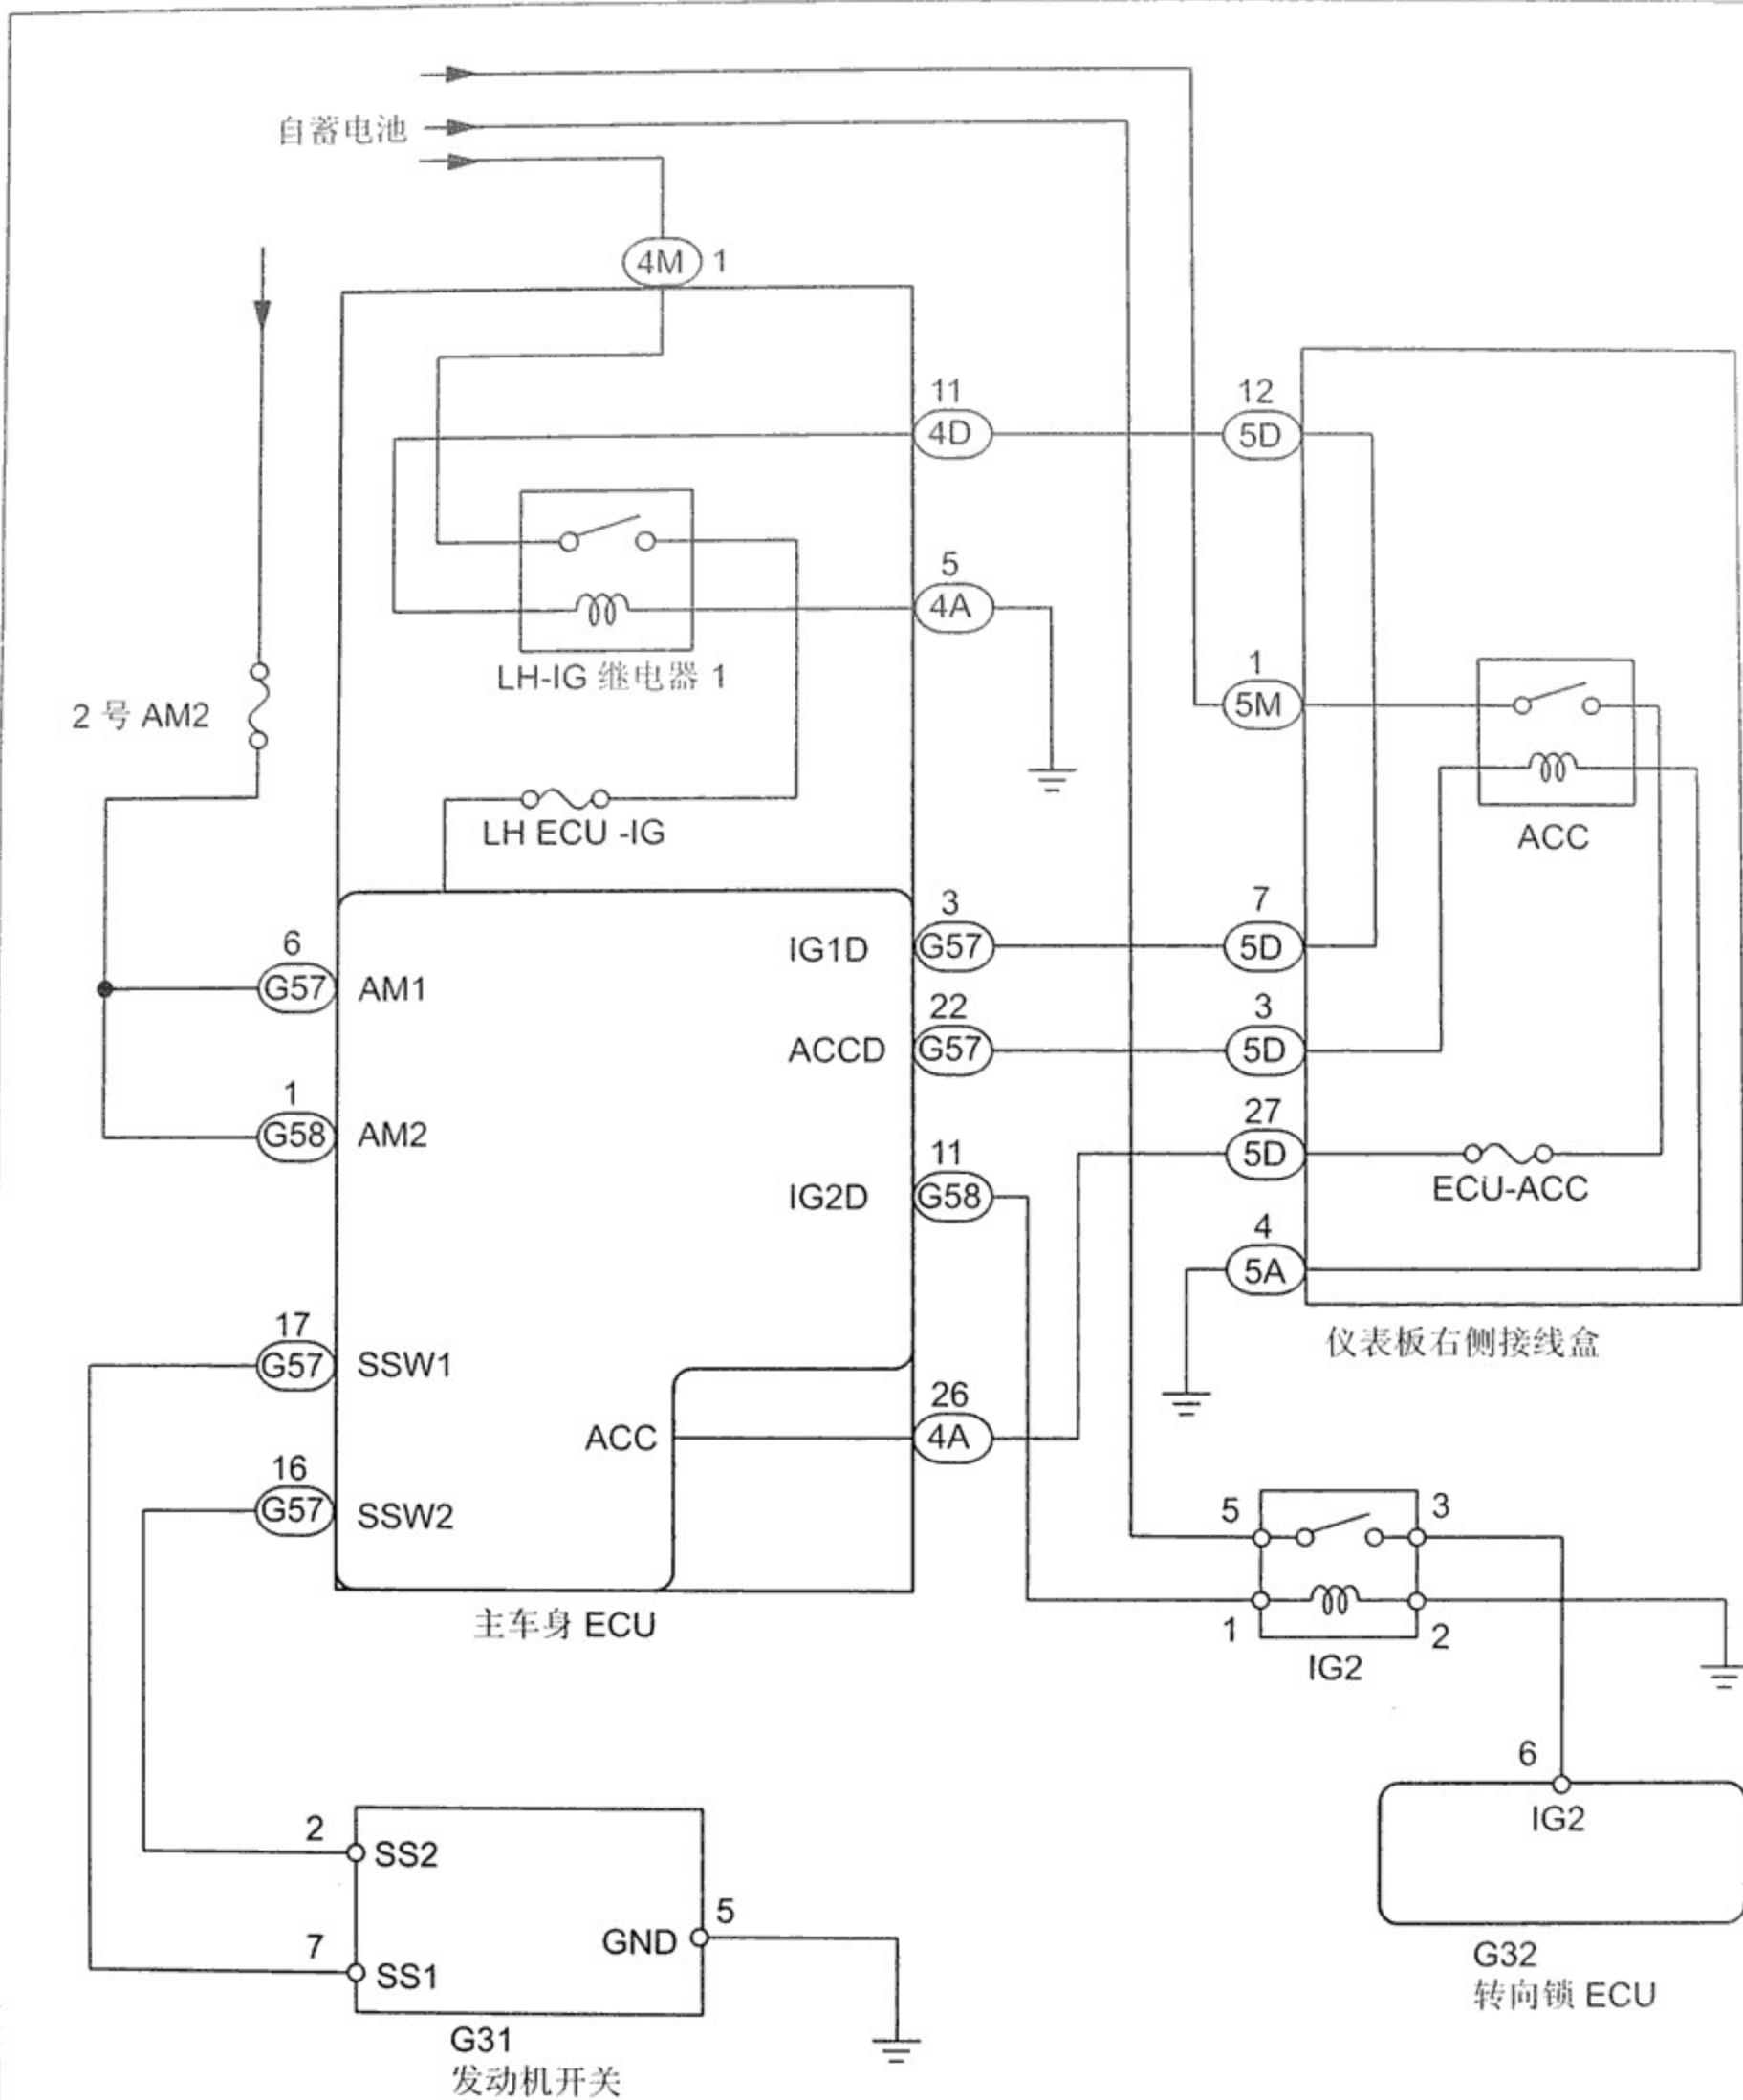 自蓄电池
4M 1
11 12
4D 5D
5
4A
LH-IG 继电器 1
1
5M
2 号 AM2
LH ECU -IG
ACC
3 7
6 IG1D G57 5D
G57 AM1
22 3
ACCD G57 5D
1
G58 AM2
27
5D
11
IG2D G58
ECU-ACC
4
5A
17
G57 SSW1
仪表板右侧接线盒
26
ACC 4A
16
G57 SSW2
5 3
主车身 ECU
1 2
IG2
6
IG2
2
SS2
5
GND
7
SS1
G32
转向锁 ECU
G31
发动机开关